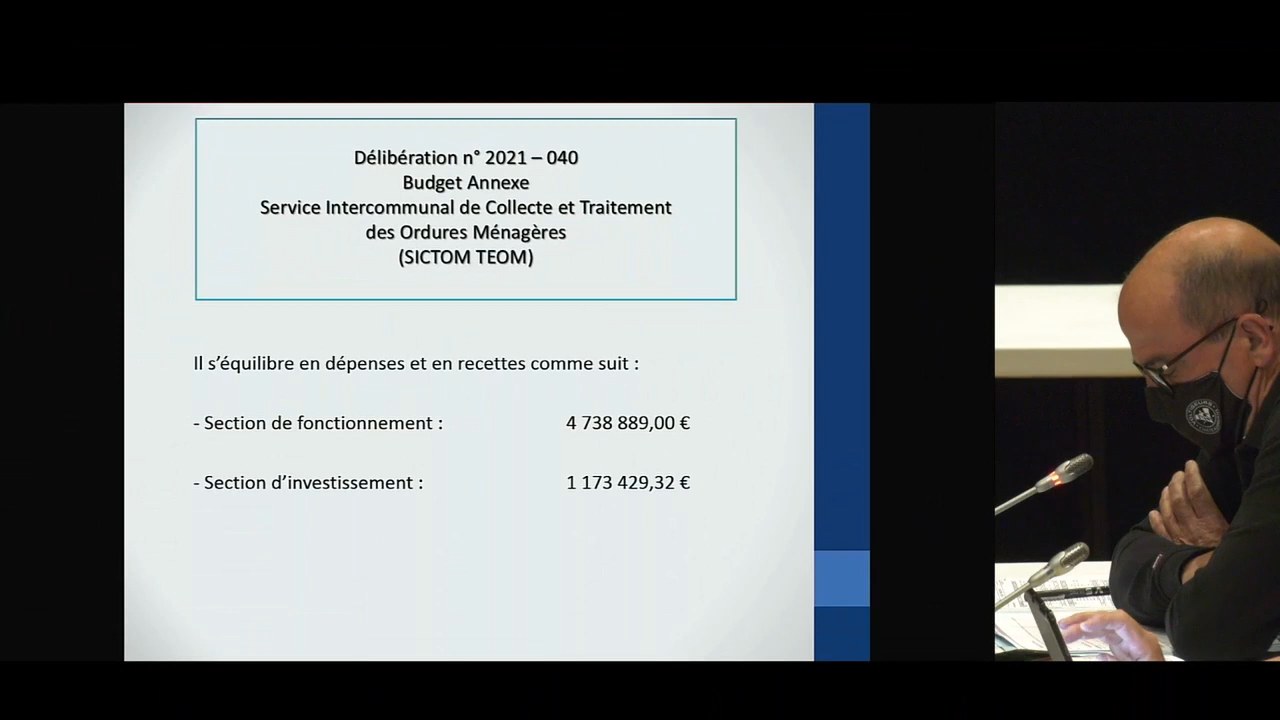 Délibération n° 2021 – 040
Budget Annexe
Service Intercommunal de Collecte et Traitement
des Ordures Ménagères
(SICTOM TEOM)
Il s’équilibre en dépenses et en recettes comme suit :
- Section de fonctionnement : 4 738 889,00 €
- Section d’investissement : 1 173 429,32 €